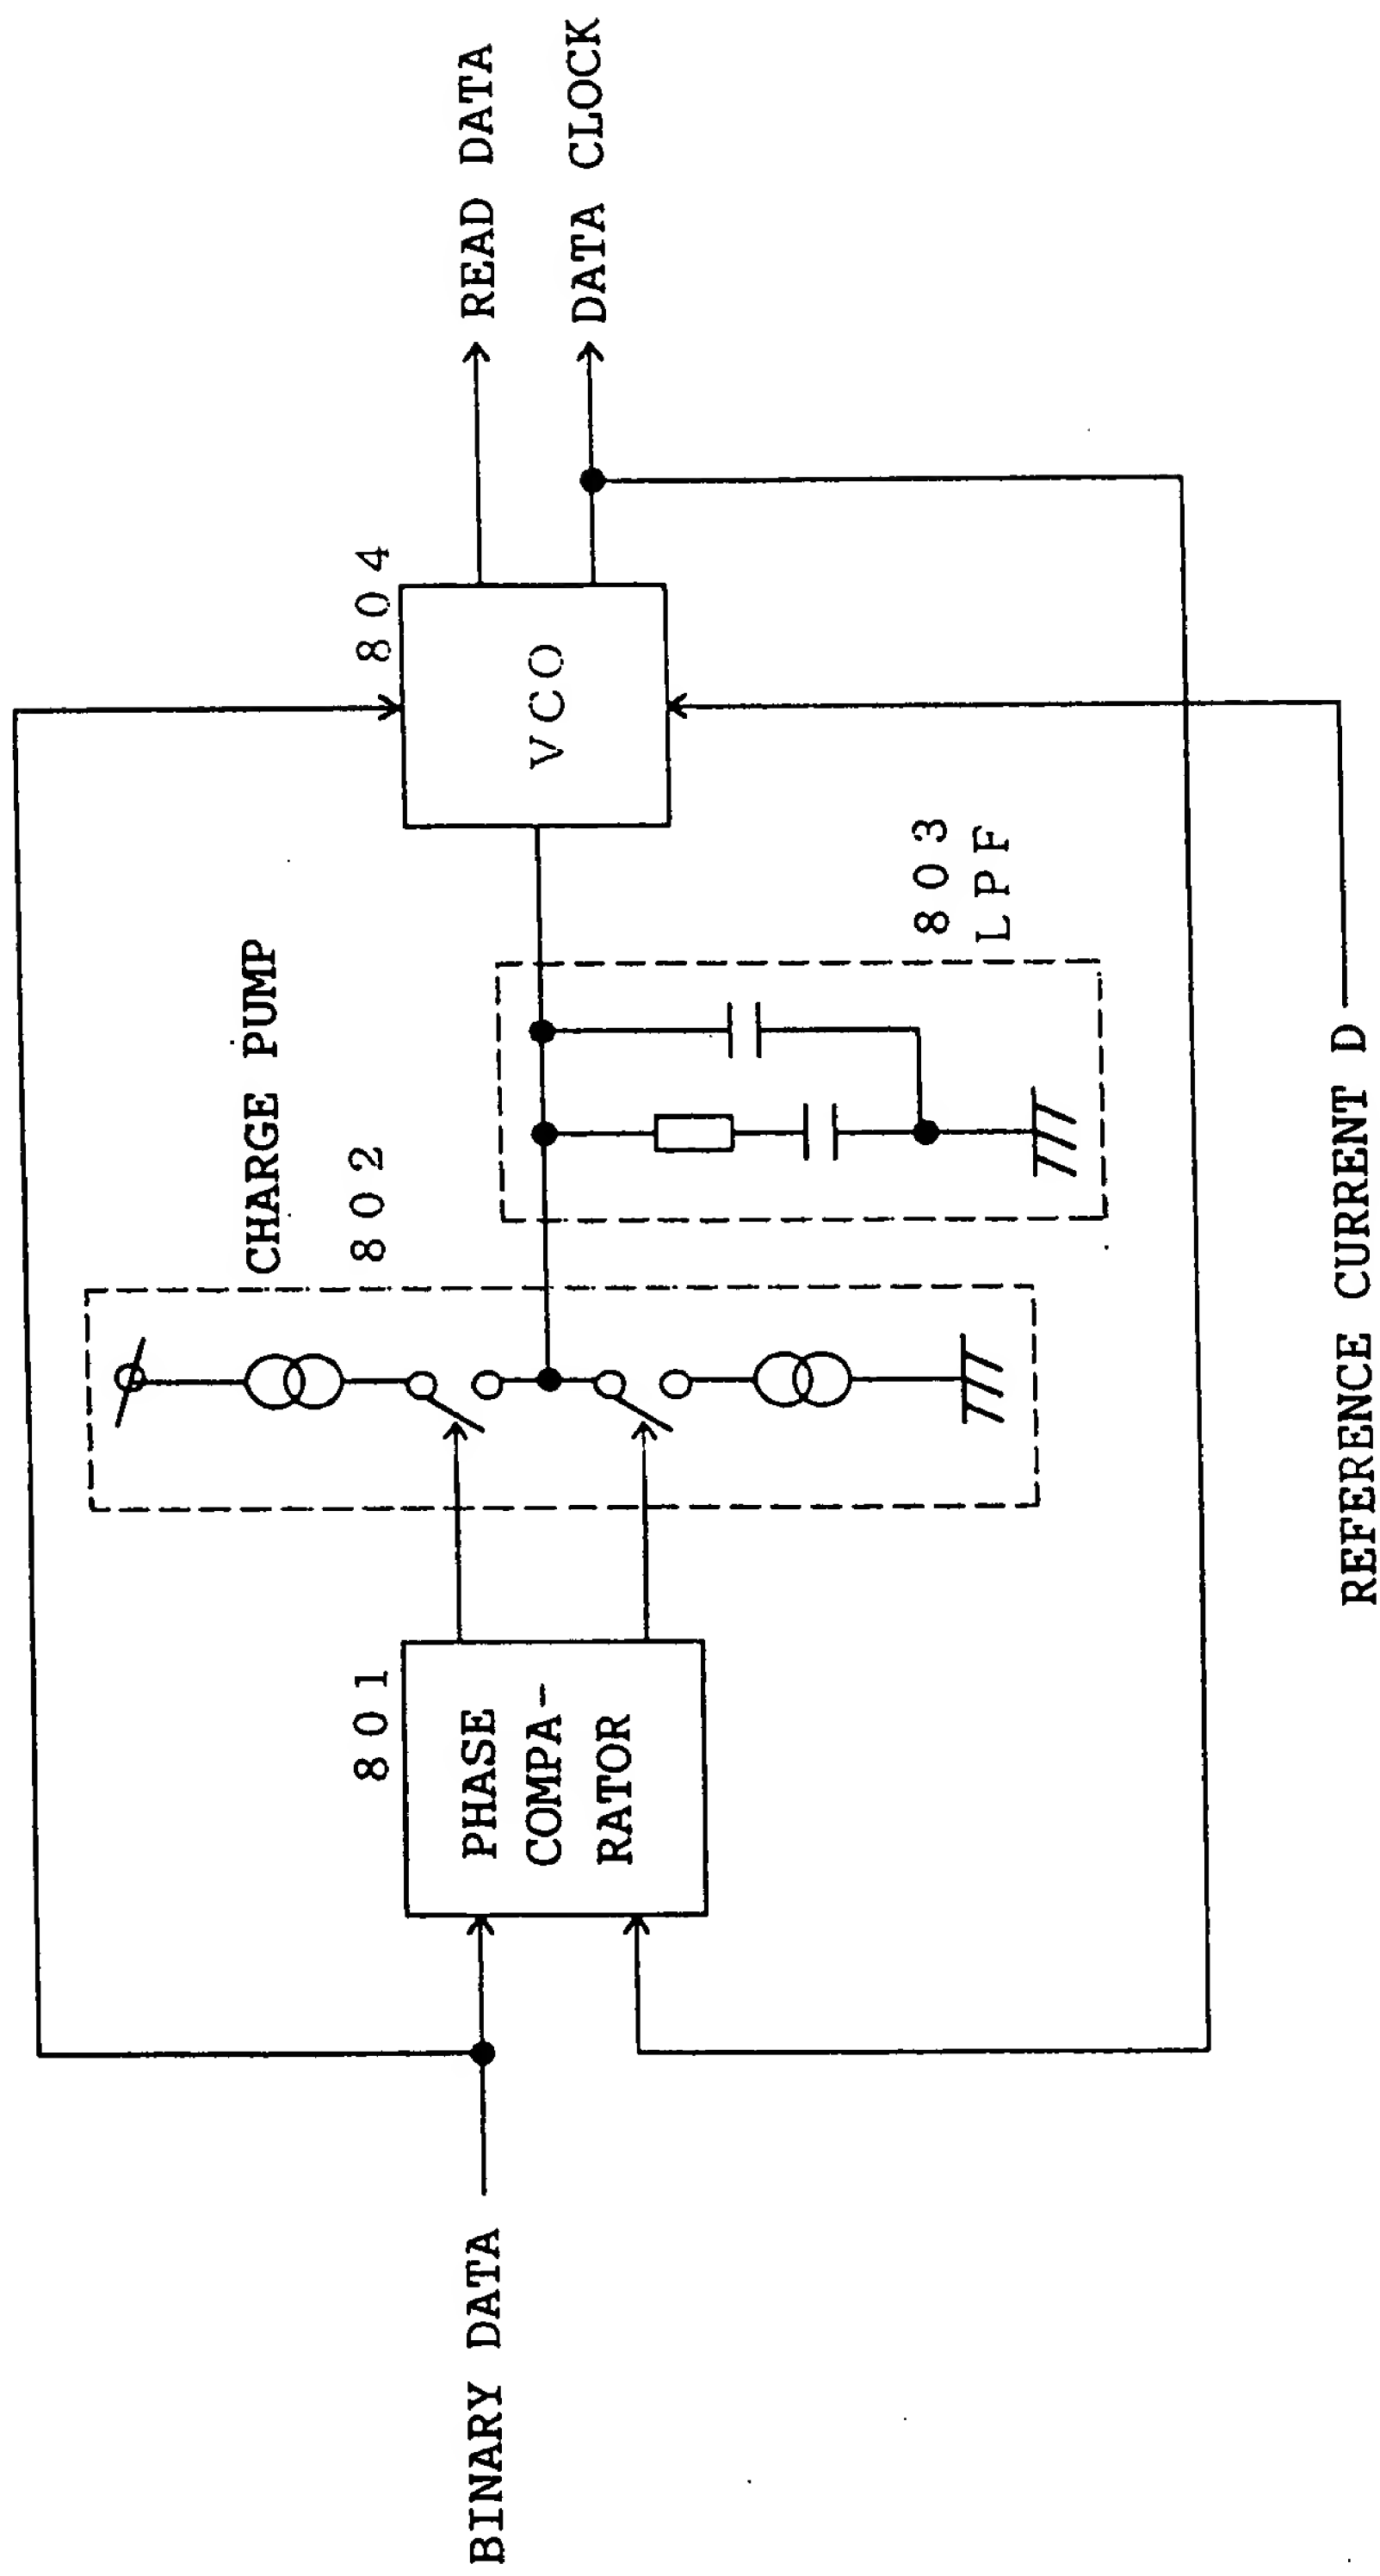 BINARY DATA
801
PHASE
COMPA-
RATOR
CHARGE PUMP
802
803
LPF
804
VCO
READ DATA
DATA CLOCK
REFERENCE CURRENT D